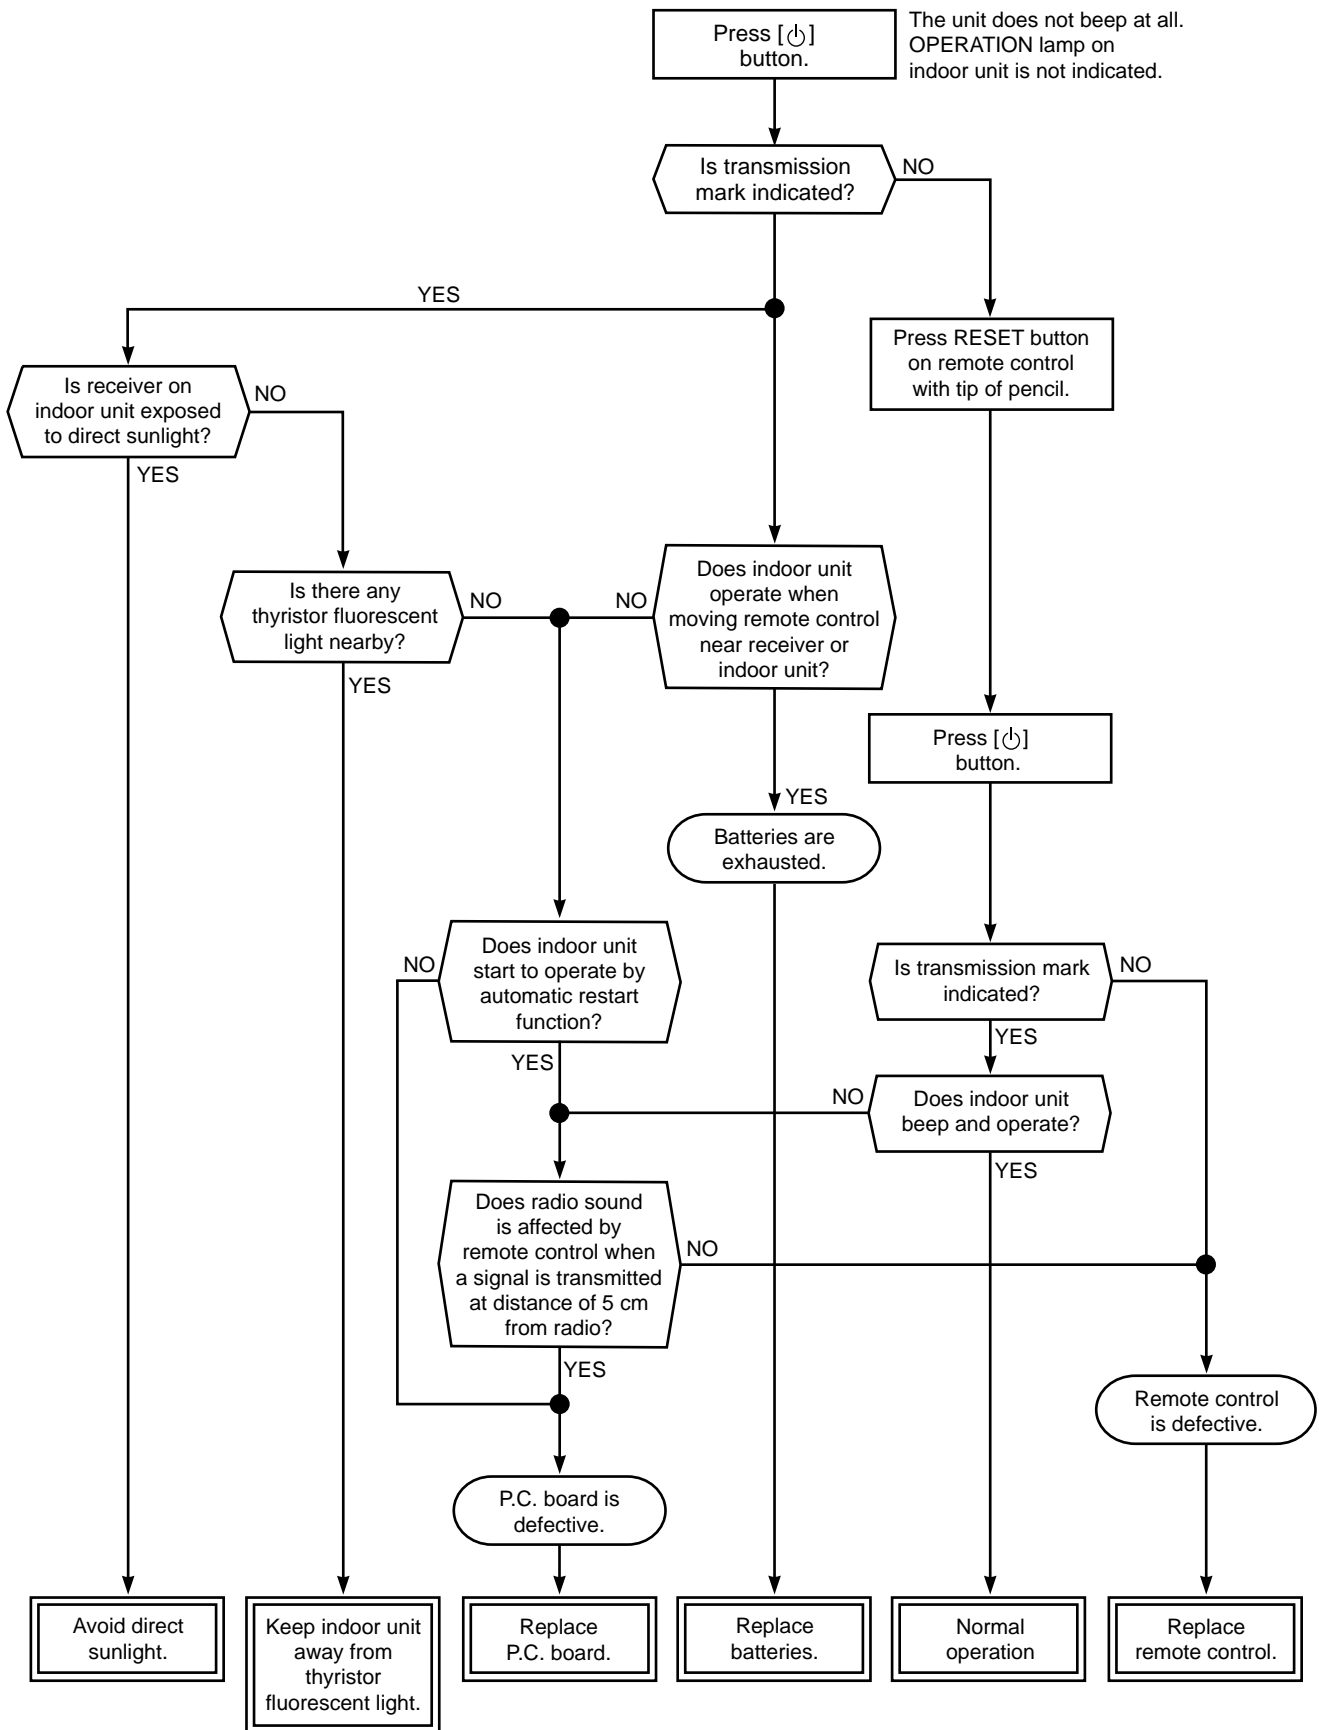 Press [⏻]
button.
The unit does not beep at all.
OPERATION lamp on
indoor unit is not indicated.
Is transmission
mark indicated?
NO
YES
Press RESET button
on remote control
with tip of pencil.
Is receiver on
indoor unit exposed
to direct sunlight?
NO
YES
Is there any
thyristor fluorescent
light nearby?
NO
YES
NO
Does indoor unit
operate when
moving remote control
near receiver or
indoor unit?
YES
Press [⏻]
button.
Batteries are
exhausted.
NO
Does indoor unit
start to operate by
automatic restart
function?
YES
Is transmission mark
indicated?
NO
YES
NO
Does indoor unit
beep and operate?
YES
Does radio sound
is affected by
remote control when
a signal is transmitted
at distance of 5 cm
from radio?
NO
YES
Remote control
is defective.
P.C. board is
defective.
Avoid direct
sunlight.
Keep indoor unit
away from
thyristor
fluorescent light.
Replace
P.C. board.
Replace
batteries.
Normal
operation
Replace
remote control.